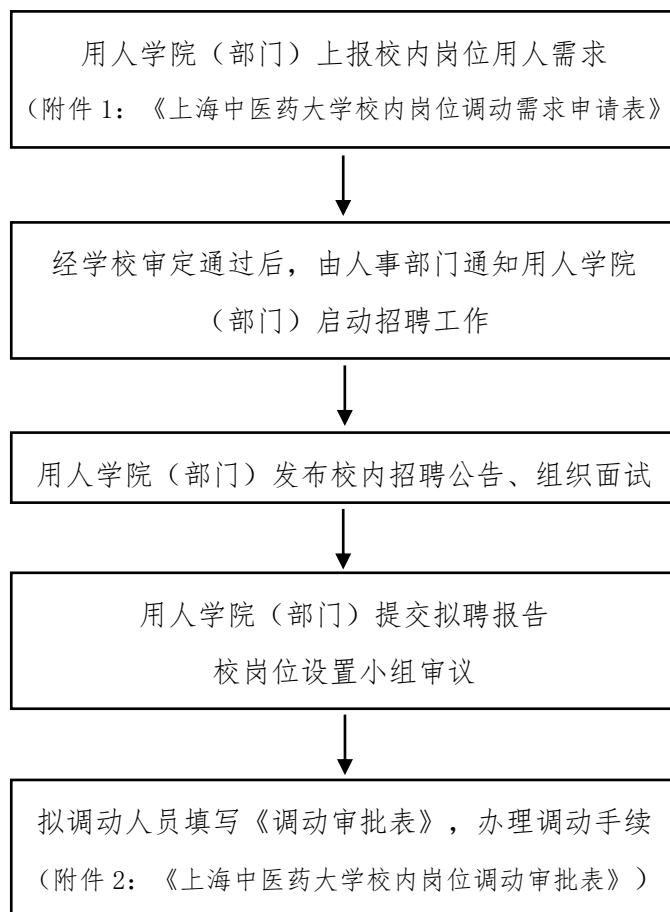 用人学院（部门）上报校内岗位用人需求
（附件 1：《上海中医药大学校内岗位调动需求申请表》
经学校审定通过后，由人事部门通知用人学院
（部门）启动招聘工作
用人学院（部门）发布校内招聘公告、组织面试
用人学院（部门）提交拟聘报告
校岗位设置小组审议
拟调动人员填写《调动审批表》，办理调动手续
（附件 2：《上海中医药大学校内岗位调动审批表》）